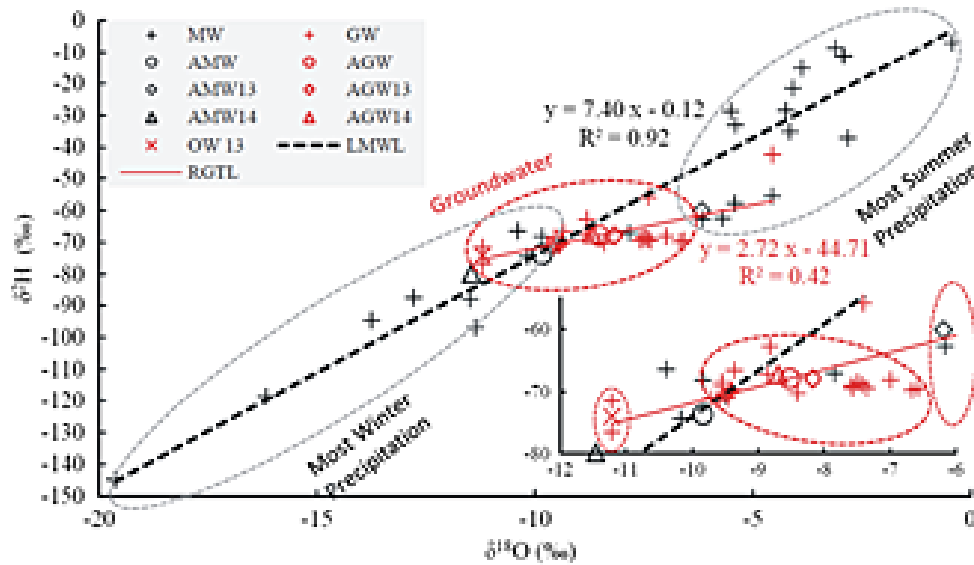 0
-10
-20
-30
-40
-50
-60
-70
-80
-90
-100
-110
-120
-130
-140
-150
δ²H (‰)
MW
GW
AMW
AGW
AMW13
AGW13
AMW14
AGW14
OW 13
LMWL
RGTL
y = 7.40 x - 0.12
R² = 0.92
Groundwater
Most Summer
Precipitation
y = 2.72 x - 44.71
R² = 0.42
Most Winter
Precipitation
-60
-70
-80
-12
-11
-10
-9
-8
-7
-6
-20
-15
-10
-5
0
δ¹⁸O (‰)